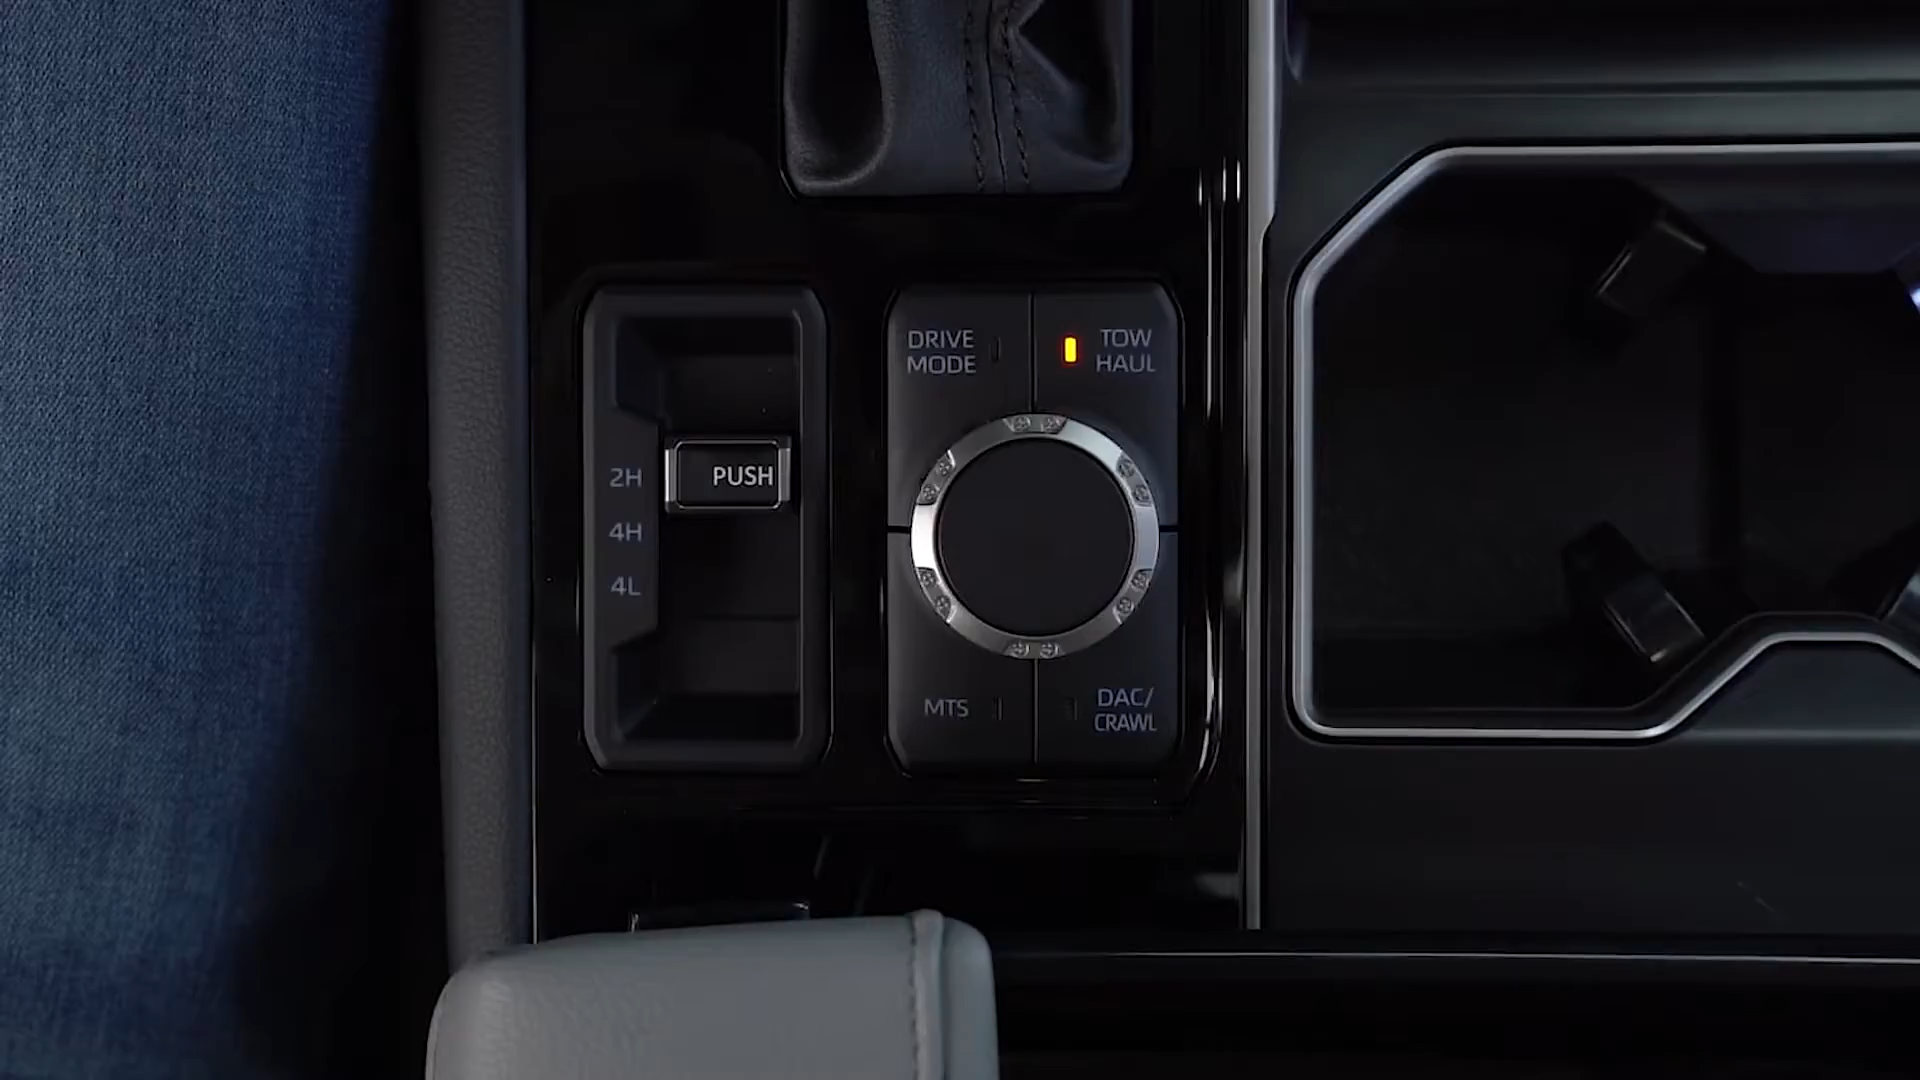 2H
PUSH
4H
4L
DRIVE
MODE
TOW
HAUL
MTS
DAC/
CRAWL